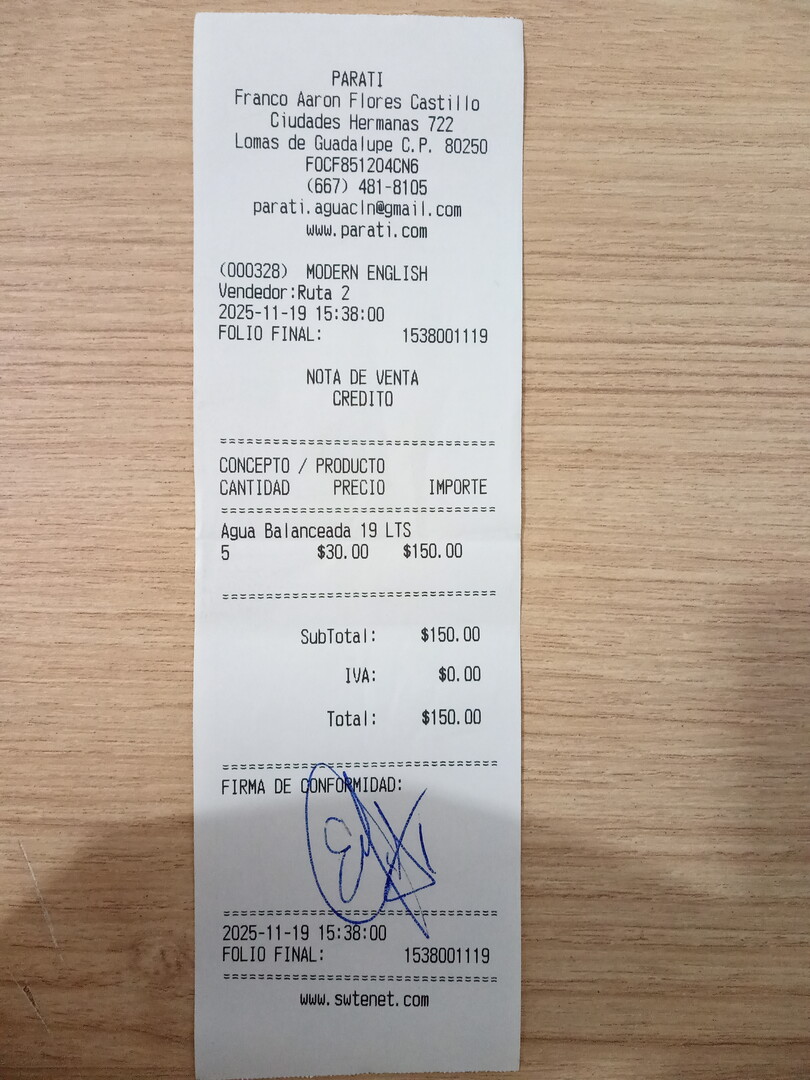 PARATI
Franco Aaron Flores Castillo
Ciudades Hermanas 722
Lomas de Guadalupe C.P. 80250
FOCF851204CN6
(667) 481-8105
parati.aguacln@gmail.com
www.parati.com
(000328) MODERN ENGLISH
Vendedor:Ruta 2
2025-11-19 15:38:00
FOLIO FINAL: 1538001119
NOTA DE VENTA
CREDITO
================================
CONCEPTO / PRODUCTO
CANTIDAD PRECIO IMPORTE
================================
Agua Balanceada 19 LTS
5 $30.00 $150.00
================================
SubTotal: $150.00
IVA: $0.00
Total: $150.00
================================
FIRMA DE CONFORMIDAD:
================================
2025-11-19 15:38:00
FOLIO FINAL: 1538001119
================================
www.swtenet.com